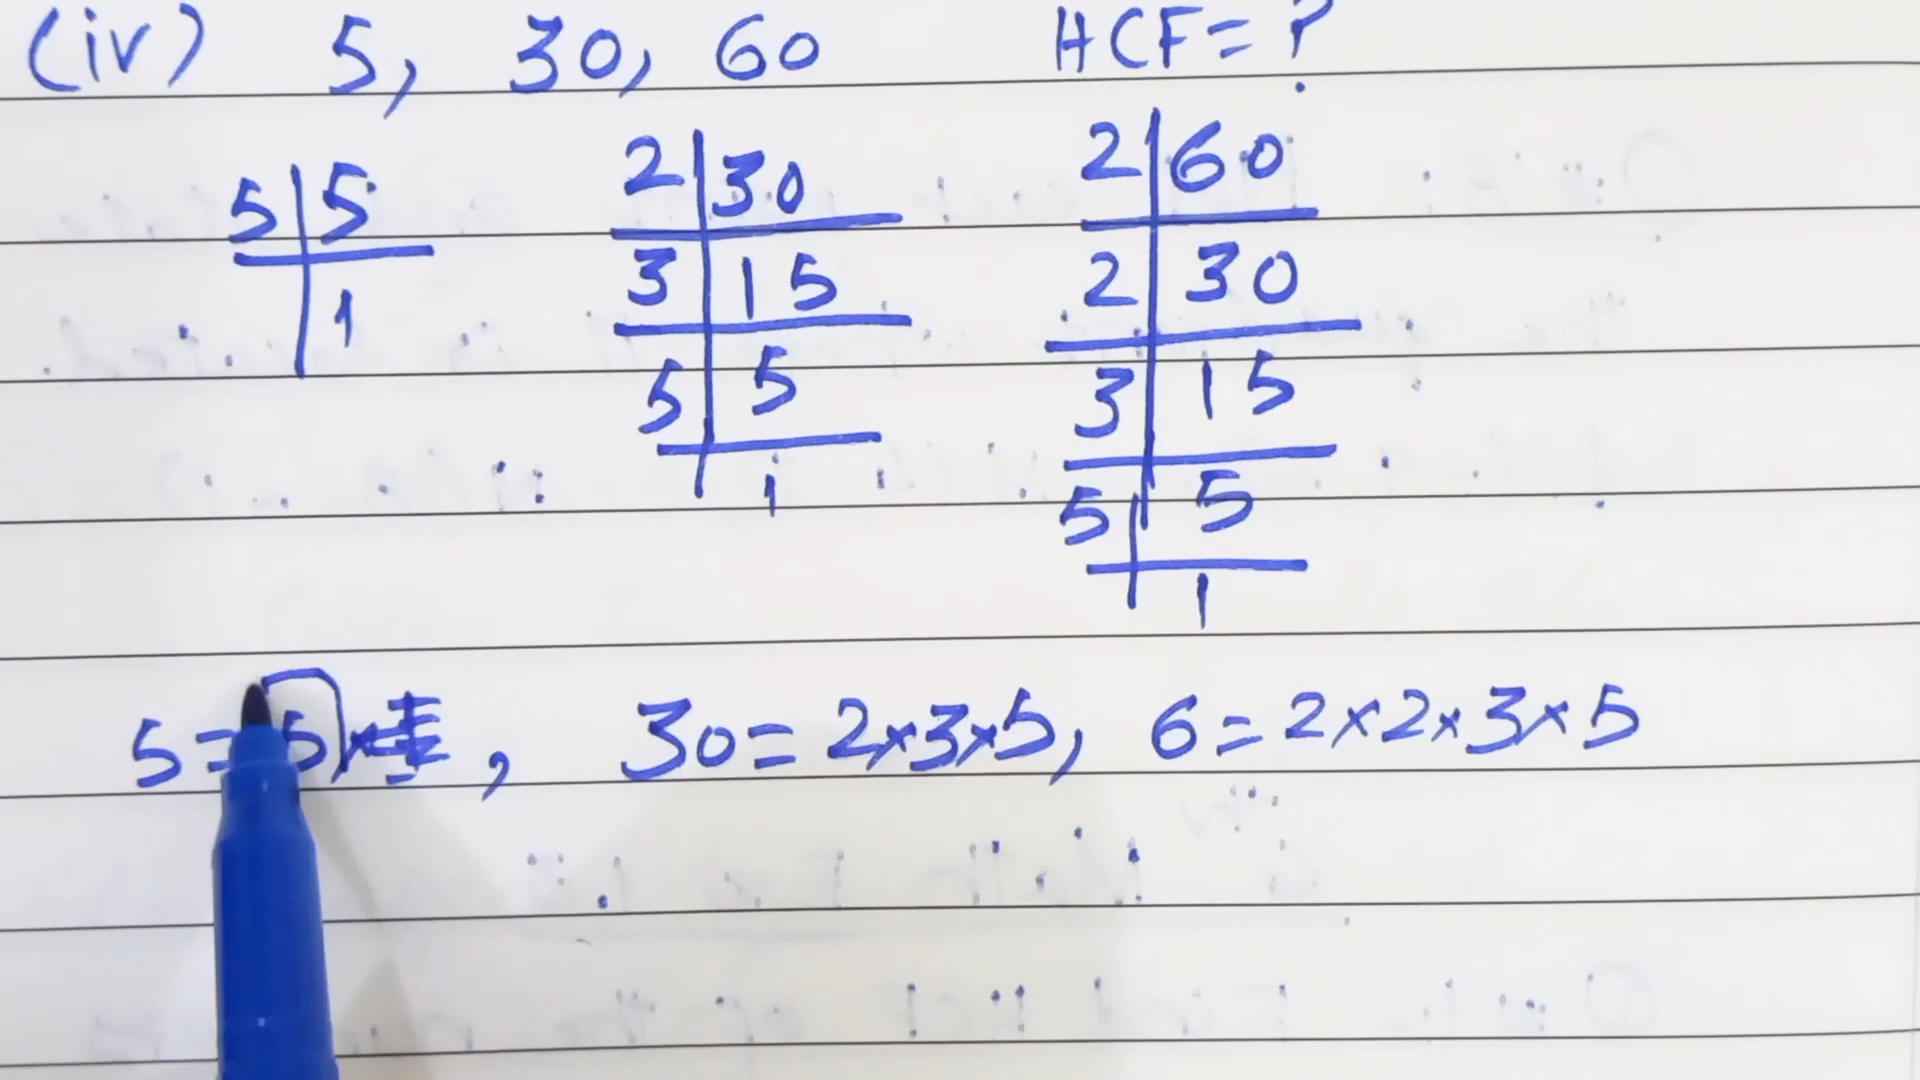 (iv) 5, 30, 60 HCF = ?
5 | 5
1
2 | 30
3 | 15
5 | 5
1
2 | 60
2 | 30
3 | 15
5 | 5
1
5 = 5 × , 30 = 2×3×5, 6 = 2×2×3×5